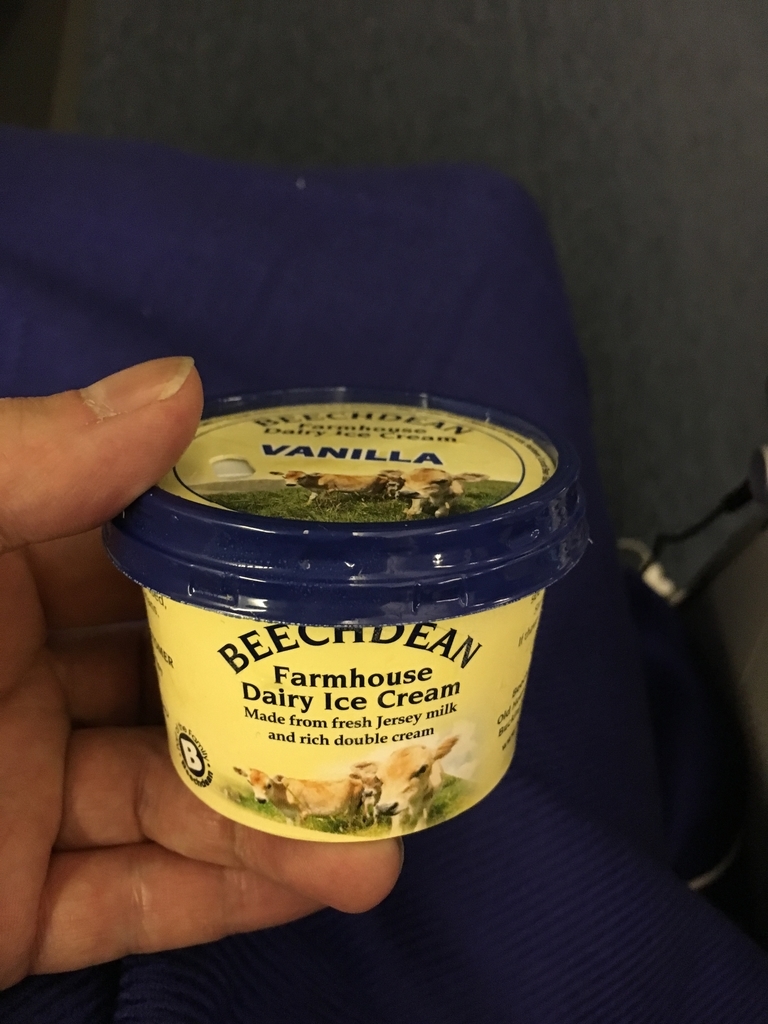 BEECHDEAN
Farmhouse
Dairy Ice Cream
VANILLA
BEECHDEAN
Farmhouse
Dairy Ice Cream
Made from fresh Jersey milk
and rich double cream
B